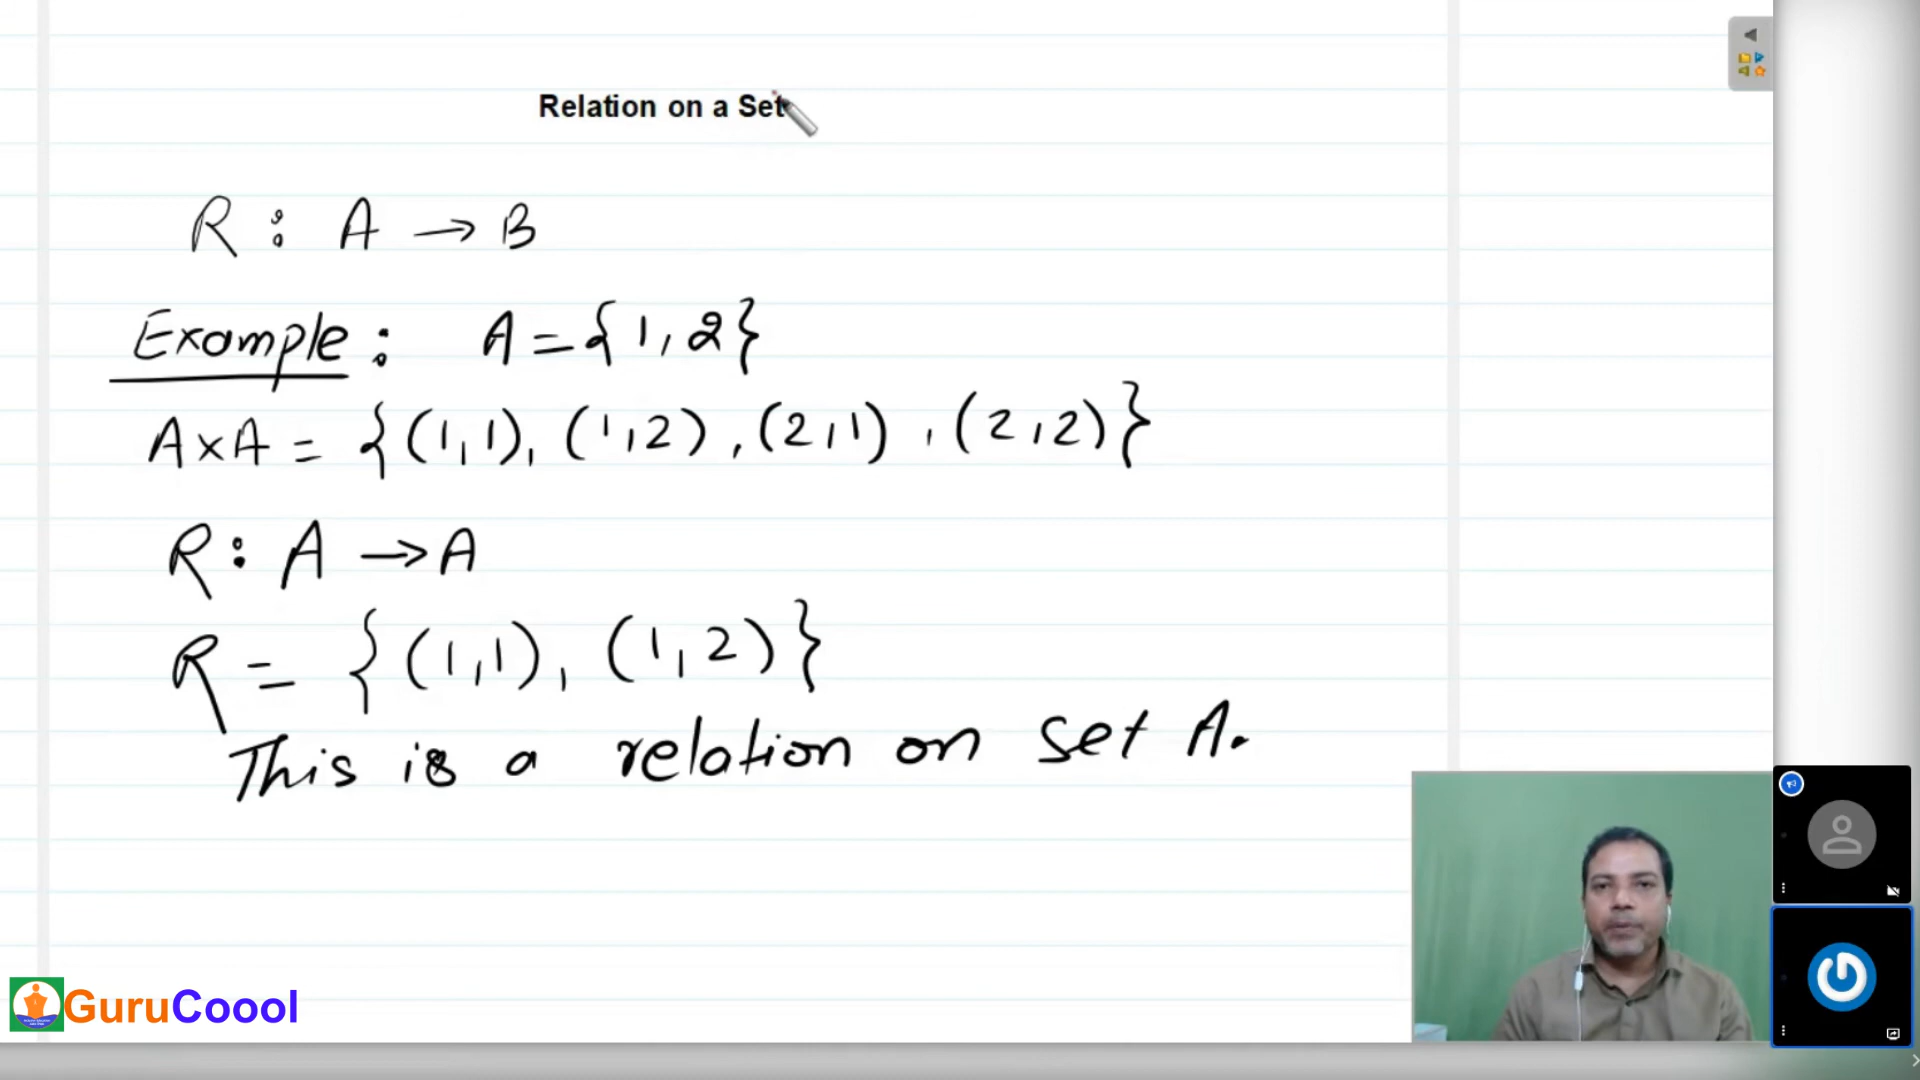 Relation on a Set
R : A → B
Example : A = {1, 2}
A×A = {(1,1), (1,2), (2,1), (2,2)}
R : A → A
R = {(1,1), (1,2)}
This is a relation on set A.
GuruCoool